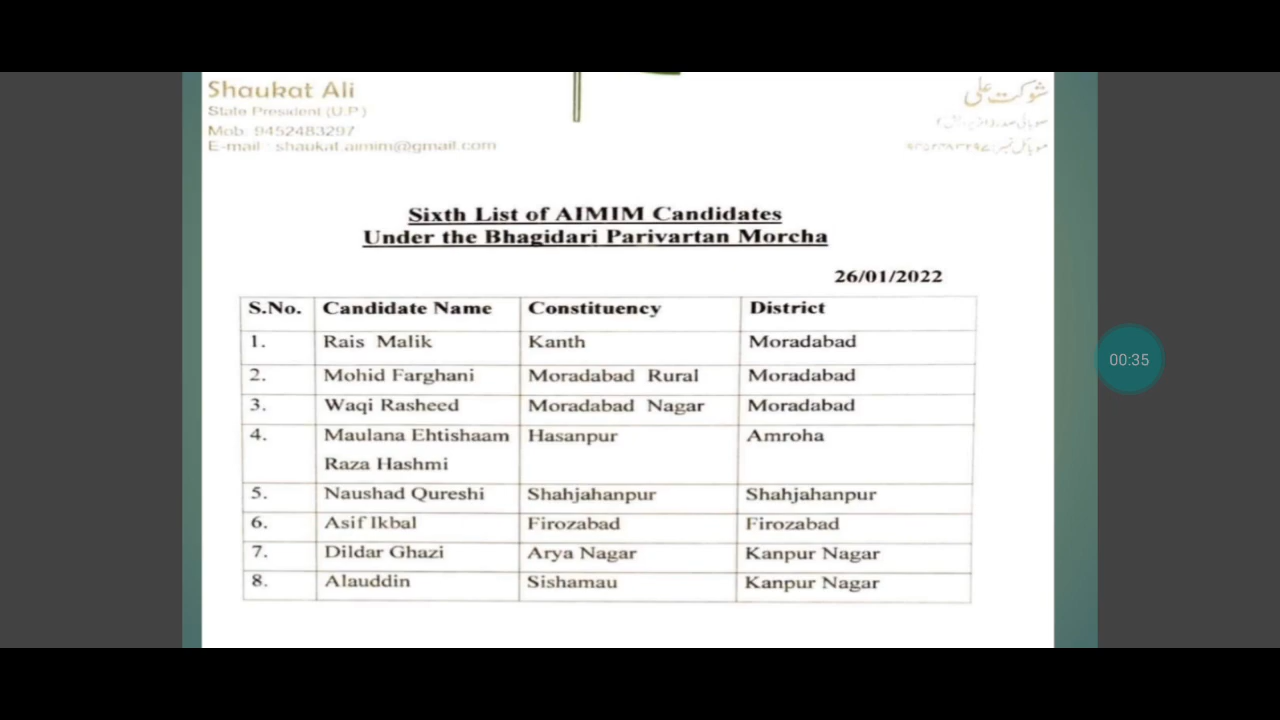 Shaukat Ali
State President (U.P.)
Mob. 9452483297
E-mail : shaukat.aimim@gmail.com
شوکت علی
موبائل نمبر:
Sixth List of AIMIM Candidates
Under the Bhagidari Parivartan Morcha
26/01/2022
S.No. Candidate Name Constituency District
1. Rais Malik Kanth Moradabad
2. Mohid Farghani Moradabad Rural Moradabad
3. Waqi Rasheed Moradabad Nagar Moradabad
4. Maulana Ehtishaam Hasanpur Amroha
Raza Hashmi
5. Naushad Qureshi Shahjahanpur Shahjahanpur
6. Asif Ikbal Firozabad Firozabad
7. Dildar Ghazi Arya Nagar Kanpur Nagar
8. Alauddin Sishamau Kanpur Nagar
00:35